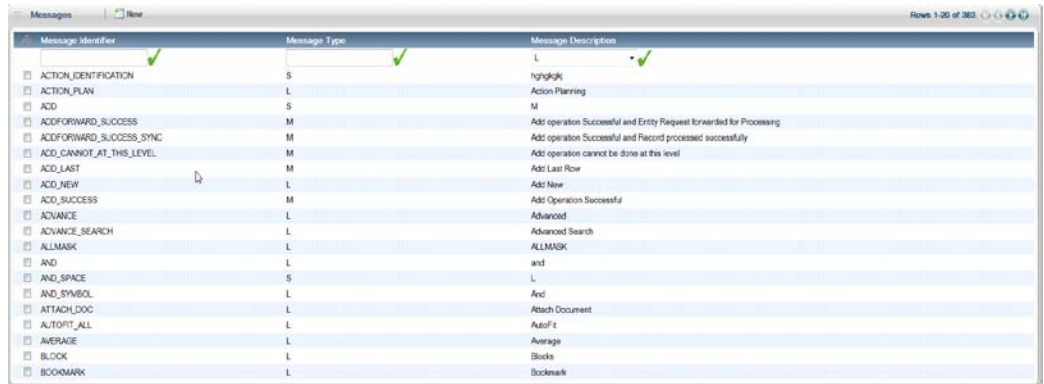 Messages New Rows 1-20 of 383
Message Identifier Message Type Message Description
L
ACTION_IDENTIFICATION S hghgkgkj
ACTION_PLAN L Action Planning
ADD S M
ADDFORWARD_SUCCESS M Add operation Successful and Entity Request forwarded for Processing
ADDFORWARD_SUCCESS_SYNC M Add operation Successful and Record processed successfully
ADD_CANNOT_AT_THIS_LEVEL M Add operation cannot be done at this level
ADD_LAST M Add Last Row
ADD_NEW L Add New
ADD_SUCCESS M Add Operation Successful
ADVANCE L Advanced
ADVANCE_SEARCH L Advanced Search
ALLMASK L ALLMASK
AND L and
AND_SPACE S L
AND_SYMBOL L And
ATTACH_DOC L Attach Document
AUTOFIT_ALL L AutoFit
AVERAGE L Average
BLOCK L Blocks
BOOKMARK L Bookmark